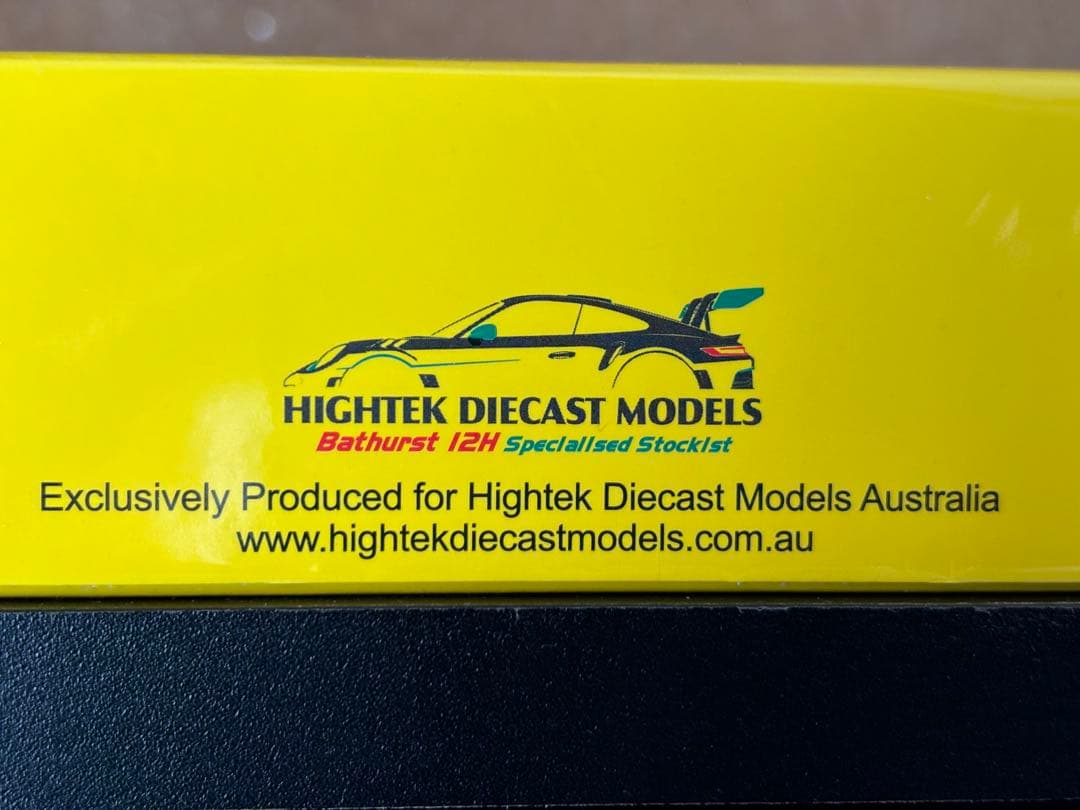 HIGHTEK DIECAST MODELS
Bathurst 12H Specialised Stockist
Exclusively Produced for Hightek Diecast Models Australia
www.hightekdiecastmodels.com.au